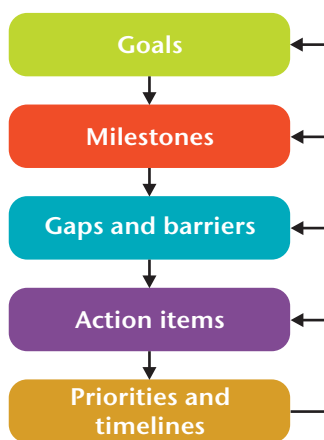 Goals
Milestones
Gaps and barriers
Action items
Priorities and
timelines